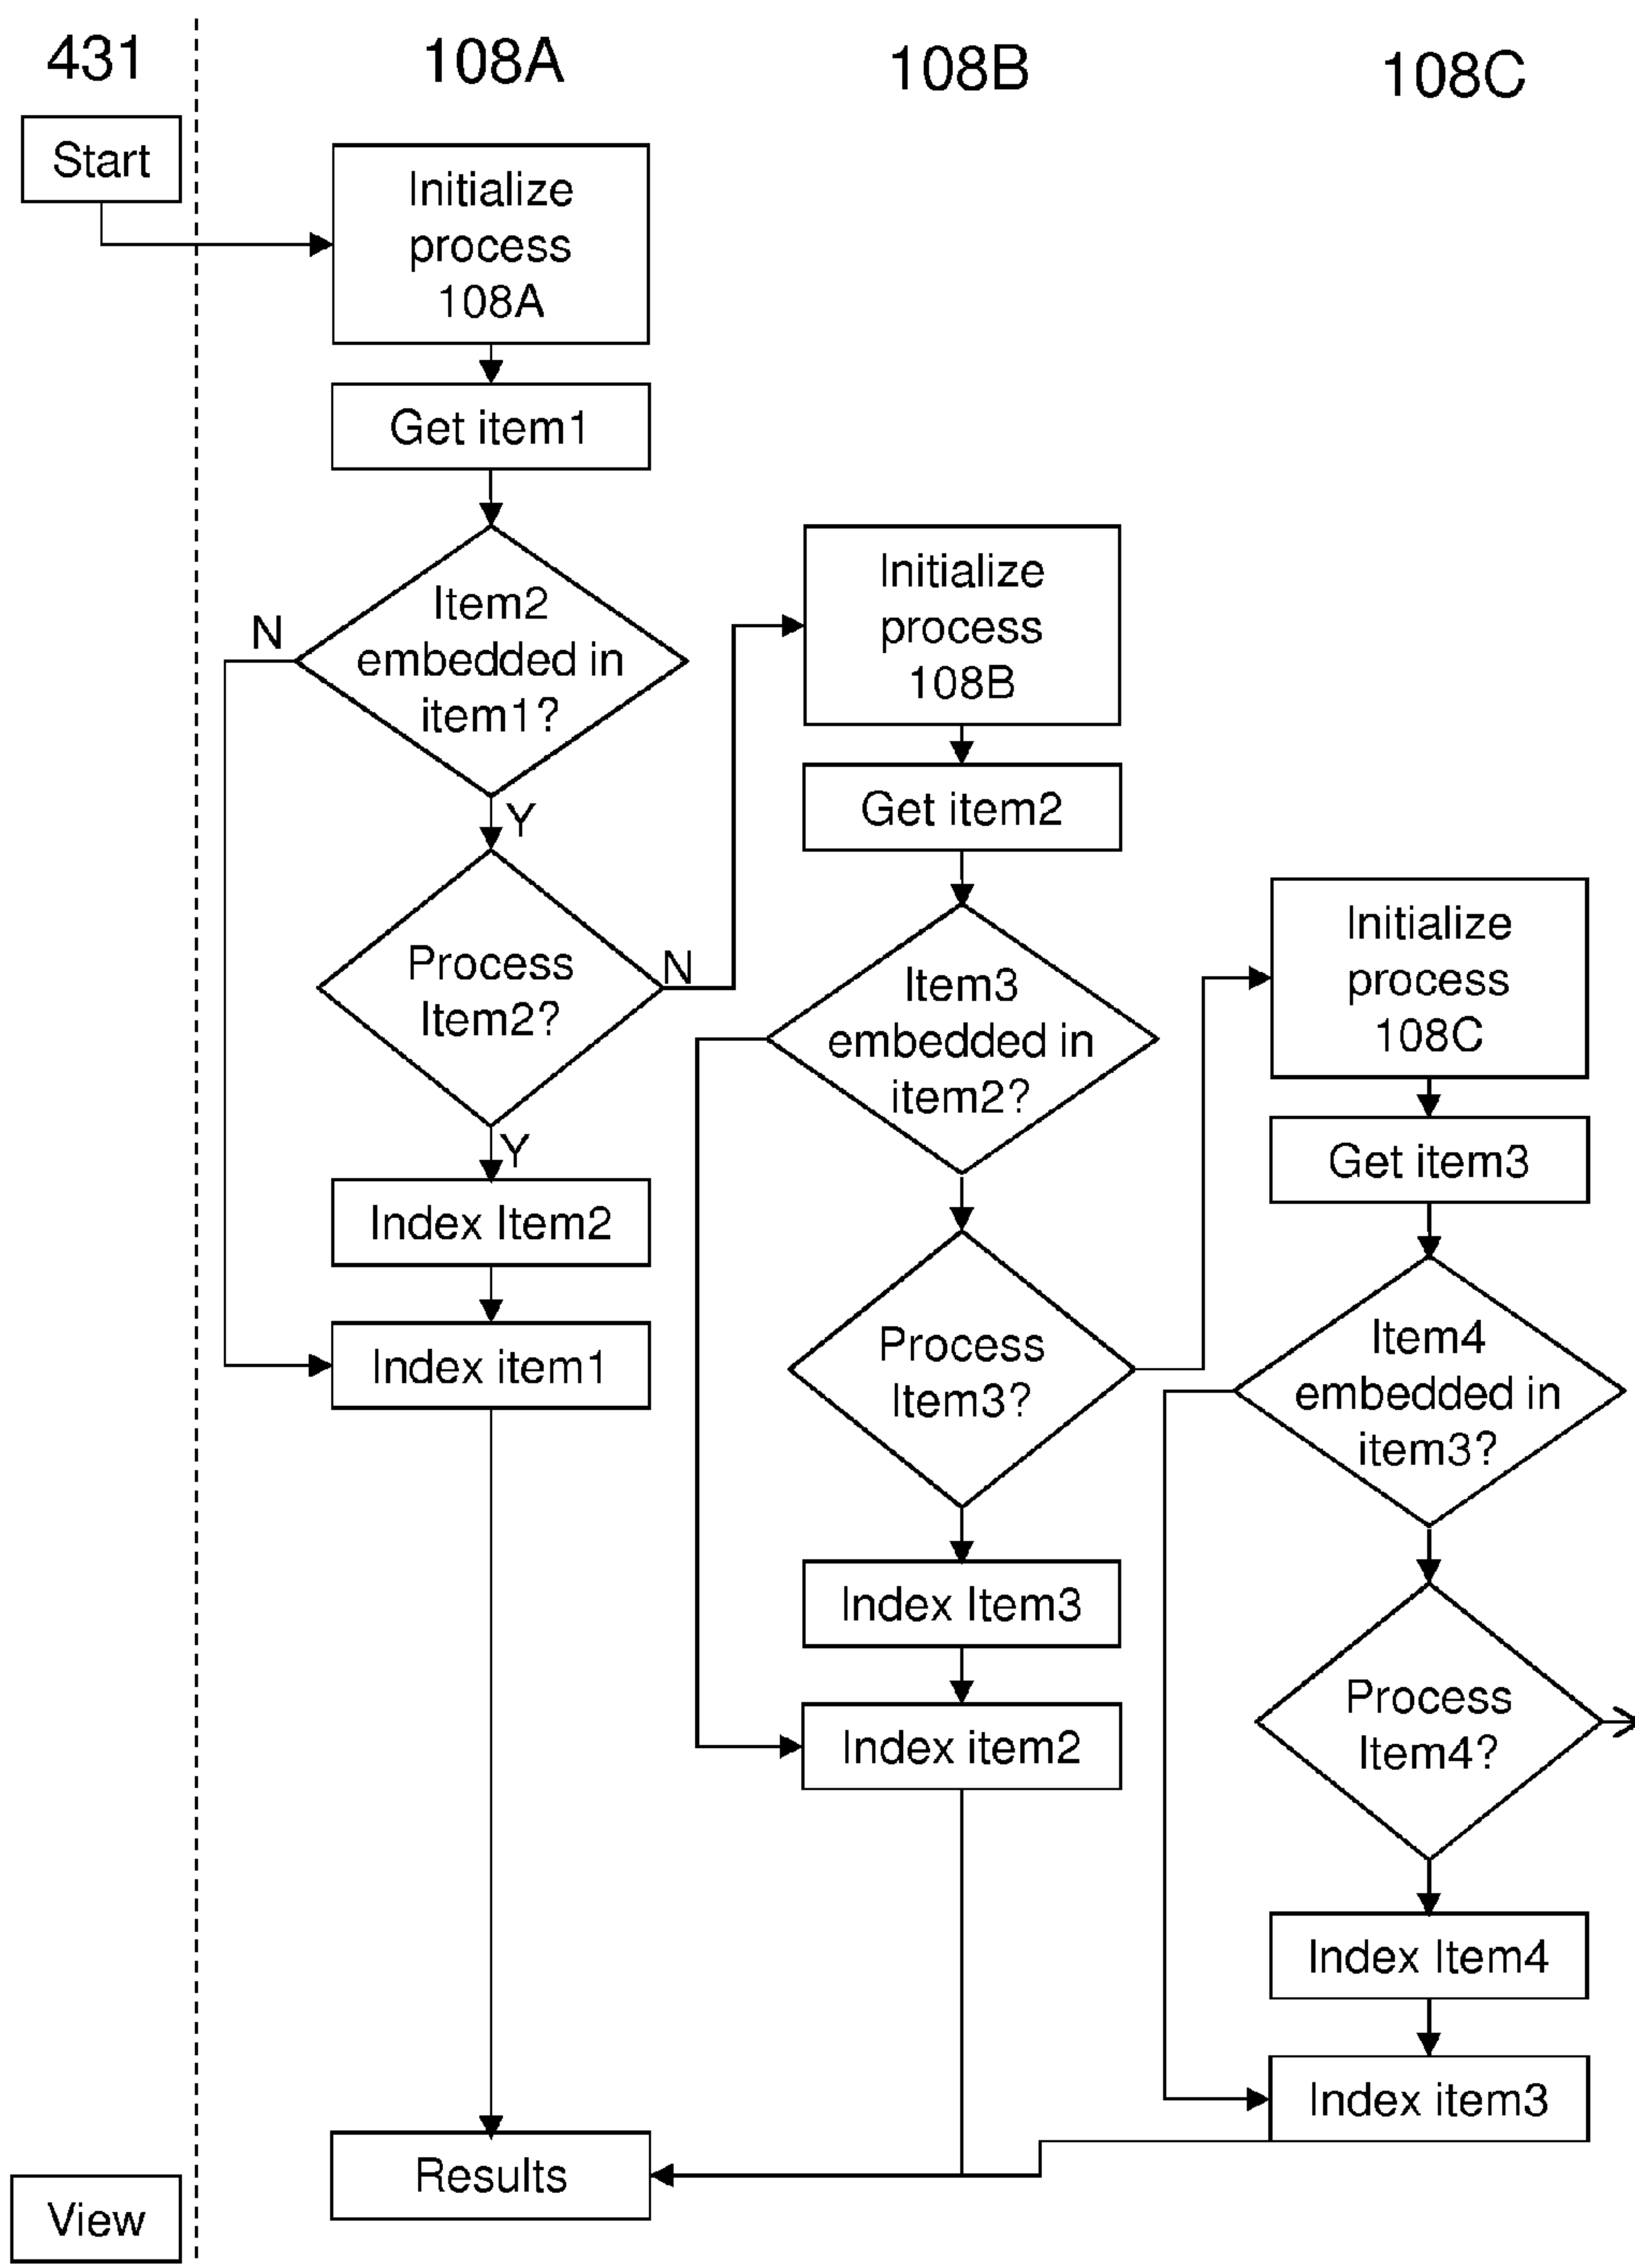 431
108A
108B
108C
Start
Initialize
process
108A
Get item1
Item2
embedded in
item1?
N
Y
Process
Item2?
N
Y
Index Item2
Index item1
Results
View
Initialize
process
108B
Get item2
Item3
embedded in
item2?
Process
Item3?
Index Item3
Index item2
Initialize
process
108C
Get item3
Item4
embedded in
item3?
Process
Item4?
Index Item4
Index item3